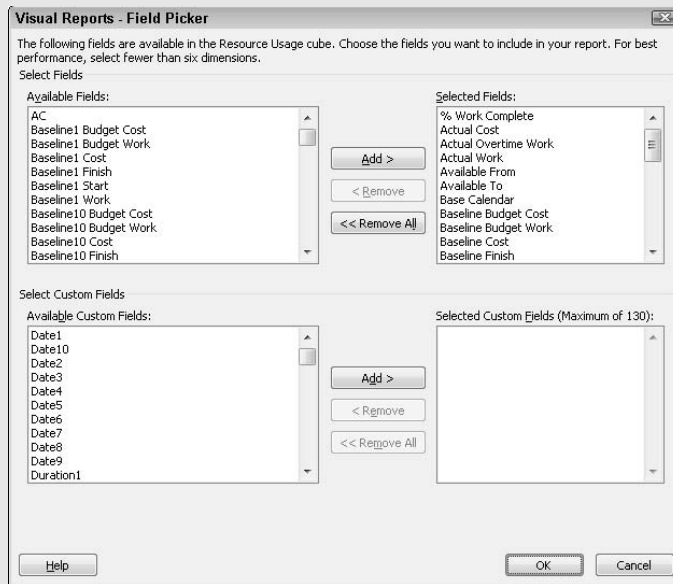 Visual Reports - Field Picker
The following fields are available in the Resource Usage cube. Choose the fields you want to include in your report. For best
performance, select fewer than six dimensions.
Select Fields
Available Fields:
AC
Baseline1 Budget Cost
Baseline1 Budget Work
Baseline1 Cost
Baseline1 Finish
Baseline1 Start
Baseline1 Work
Baseline10 Budget Cost
Baseline10 Budget Work
Baseline10 Cost
Baseline10 Finish
Add >
< Remove
<< Remove All
Selected Fields:
% Work Complete
Actual Cost
Actual Overtime Work
Actual Work
Available From
Available To
Base Calendar
Baseline Budget Cost
Baseline Budget Work
Baseline Cost
Baseline Finish
Select Custom Fields
Available Custom Fields:
Date1
Date10
Date2
Date3
Date4
Date5
Date6
Date7
Date8
Date9
Duration1
Add >
< Remove
<< Remove All
Selected Custom Fields (Maximum of 130):
Help
OK
Cancel